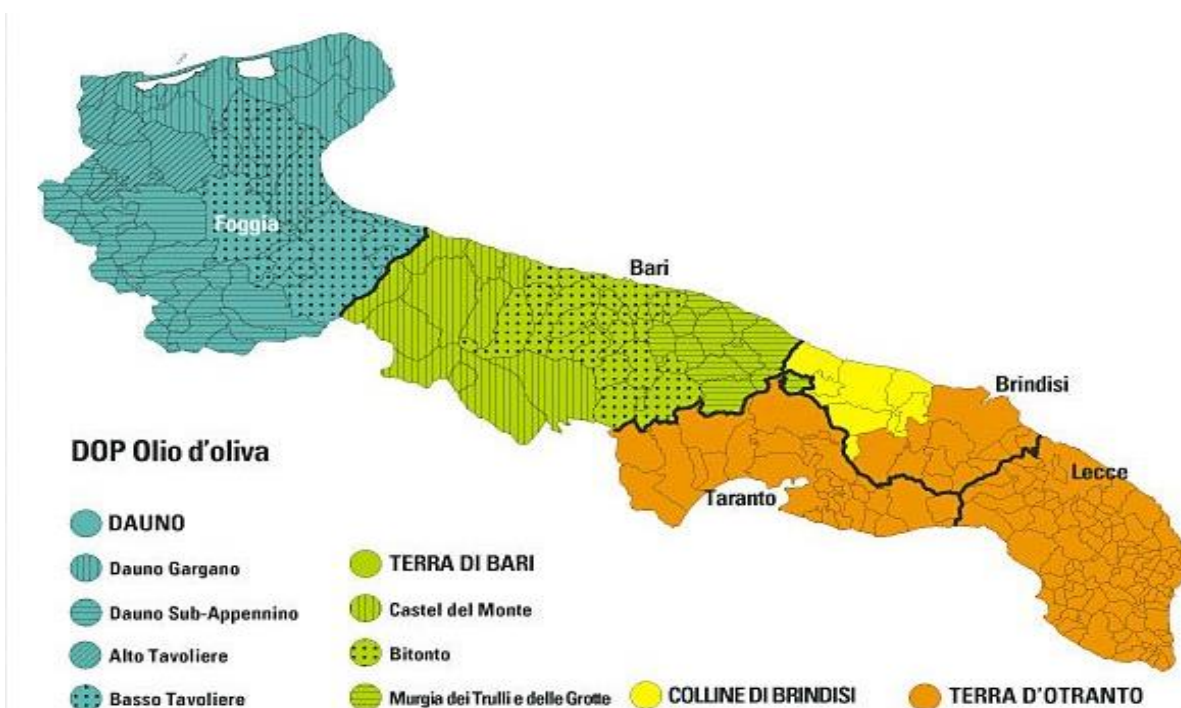 Foggia
Bari
Brindisi
Lecce
Taranto
DOP Olio d'oliva
DAUNO
Dauno Gargano
Dauno Sub-Appennino
Alto Tavoliere
Basso Tavoliere
TERRA DI BARI
Castel del Monte
Bitonto
Murgia dei Trulli e delle Grotte
COLLINE DI BRINDISI
TERRA D'OTRANTO